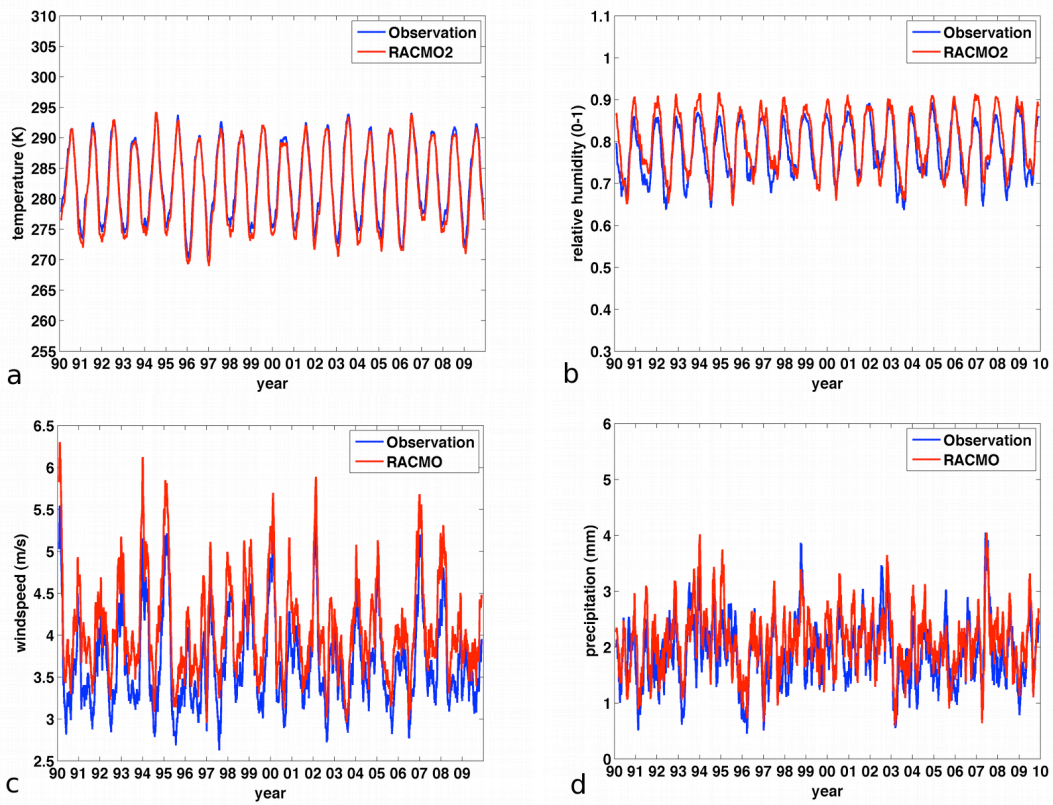 310
305
300
295
290
285
280
275
270
265
260
255
temperature (K)
Observation
RACMO2
90 91 92 93 94 95 96 97 98 99 00 01 02 03 04 05 06 07 08 09
year
a
1.1
1
0.9
0.8
0.7
0.6
0.5
0.4
0.3
relative humidity (0-1)
Observation
RACMO2
90 91 92 93 94 95 96 97 98 99 00 01 02 03 04 05 06 07 08 09 10
year
b
6.5
6
5.5
5
4.5
4
3.5
3
2.5
windspeed (m/s)
Observation
RACMO
90 91 92 93 94 95 96 97 98 99 00 01 02 03 04 05 06 07 08 09
year
c
6
5
4
3
2
1
0
precipitation (mm)
Observation
RACMO
90 91 92 93 94 95 96 97 98 99 00 01 02 03 04 05 06 07 08 09 10
year
d